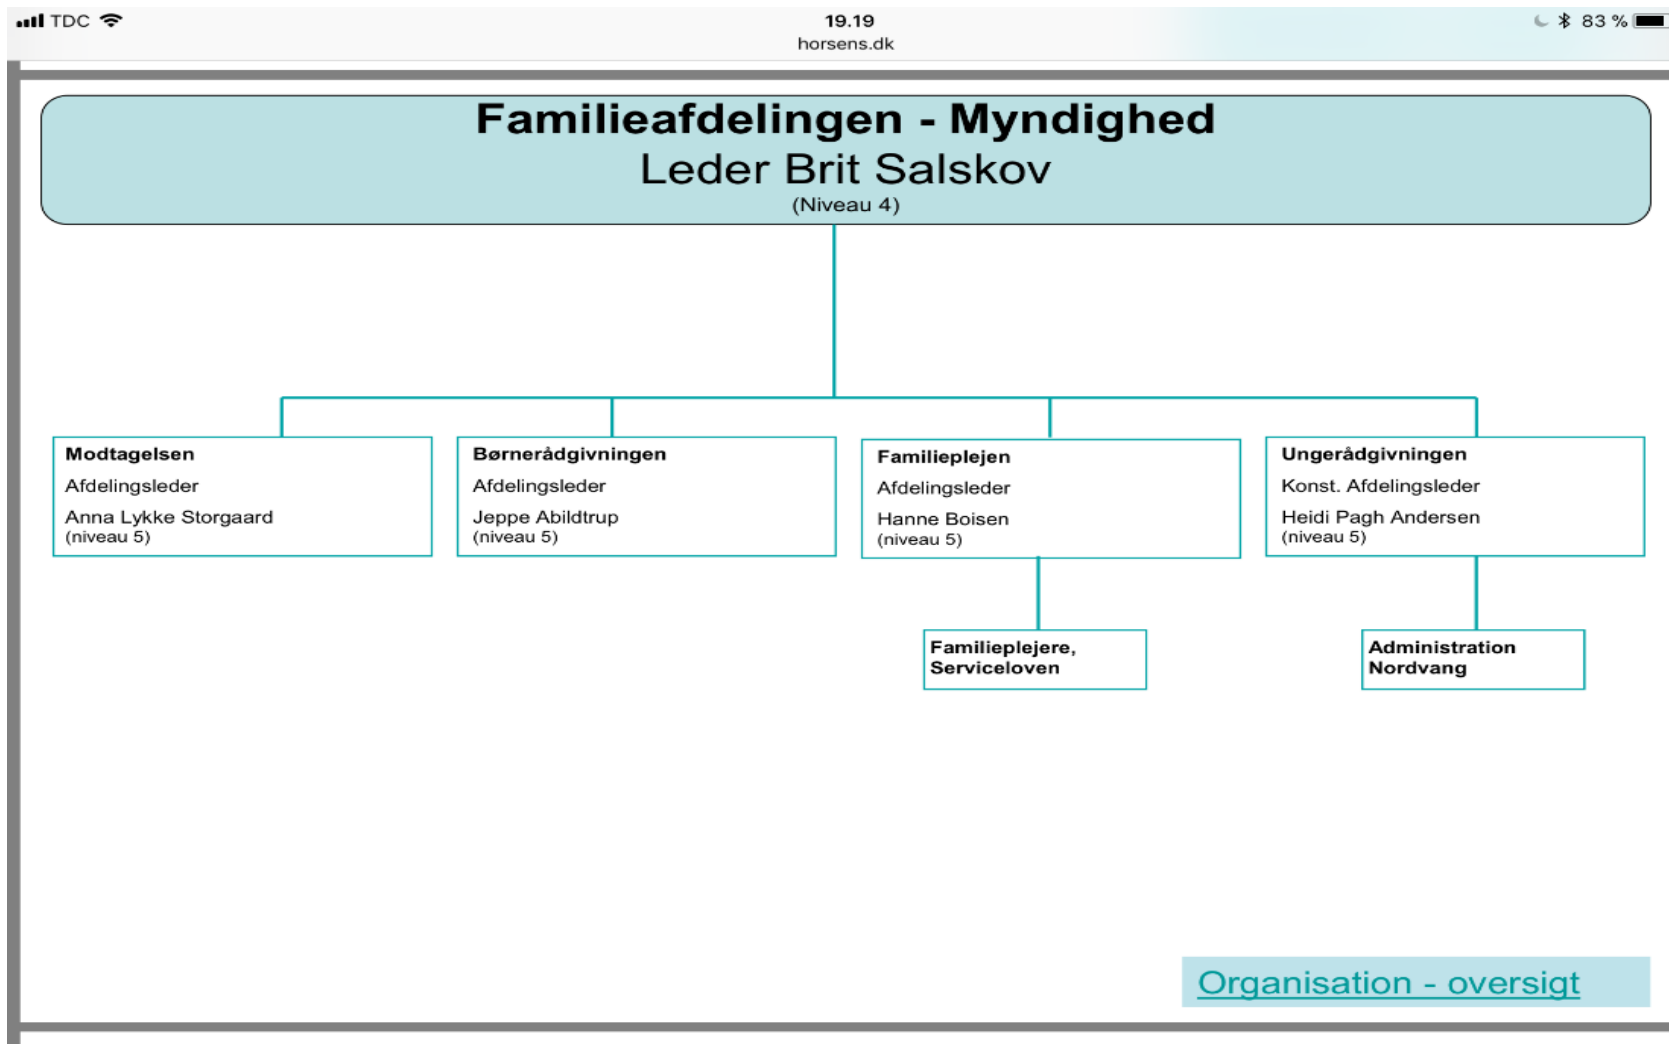 TDC
19.19
83 %
horsens.dk
Familieafdelingen - Myndighed
Leder Brit Salskov
(Niveau 4)
Modtagelsen
Afdelingsleder
Anna Lykke Storgaard
(niveau 5)
Børnerådgivningen
Afdelingsleder
Jeppe Abildtrup
(niveau 5)
Familieplejen
Afdelingsleder
Hanne Boisen
(niveau 5)
Ungerådgivningen
Konst. Afdelingsleder
Heidi Pagh Andersen
(niveau 5)
Familieplejere,
Serviceloven
Administration
Nordvang
Organisation - oversigt